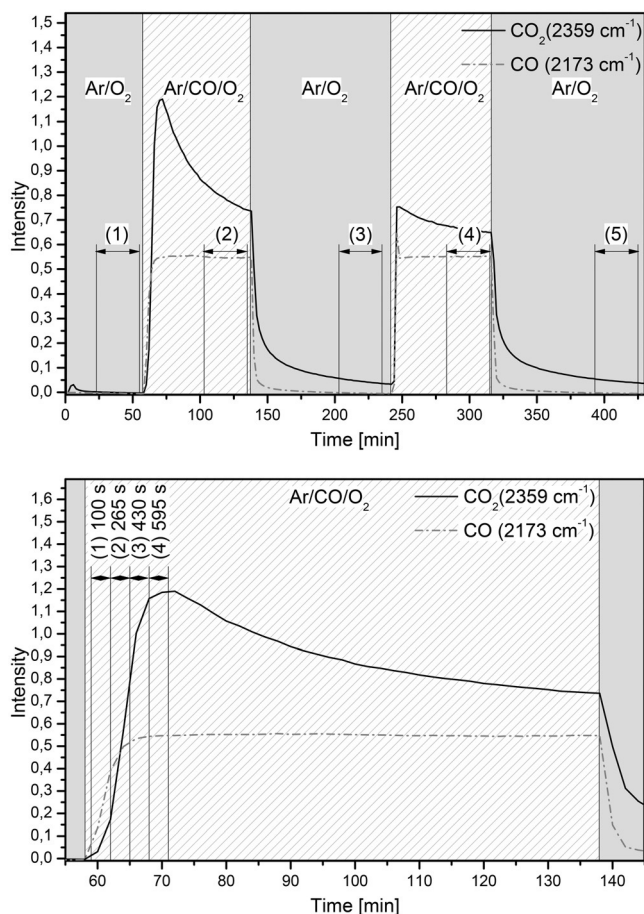 1,5
1,4
1,3
1,2
1,1
1,0
0,9
0,8
0,7
0,6
0,5
0,4
0,3
0,2
0,1
0,0
Intensity
CO₂(2359 cm⁻¹)
CO (2173 cm⁻¹)
Ar/O₂ Ar/CO/O₂ Ar/O₂ Ar/CO/O₂ Ar/O₂
(1) (2) (3) (4) (5)
0 50 100 150 200 250 300 350 400
Time [min]
1,6
1,5
1,4
1,3
1,2
1,1
1,0
0,9
0,8
0,7
0,6
0,5
0,4
0,3
0,2
0,1
0,0
Intensity
(1) 100 s
(2) 265 s
(3) 430 s
(4) 595 s
Ar/CO/O₂
CO₂(2359 cm⁻¹)
CO (2173 cm⁻¹)
60 70 80 90 100 110 120 130 140
Time [min]